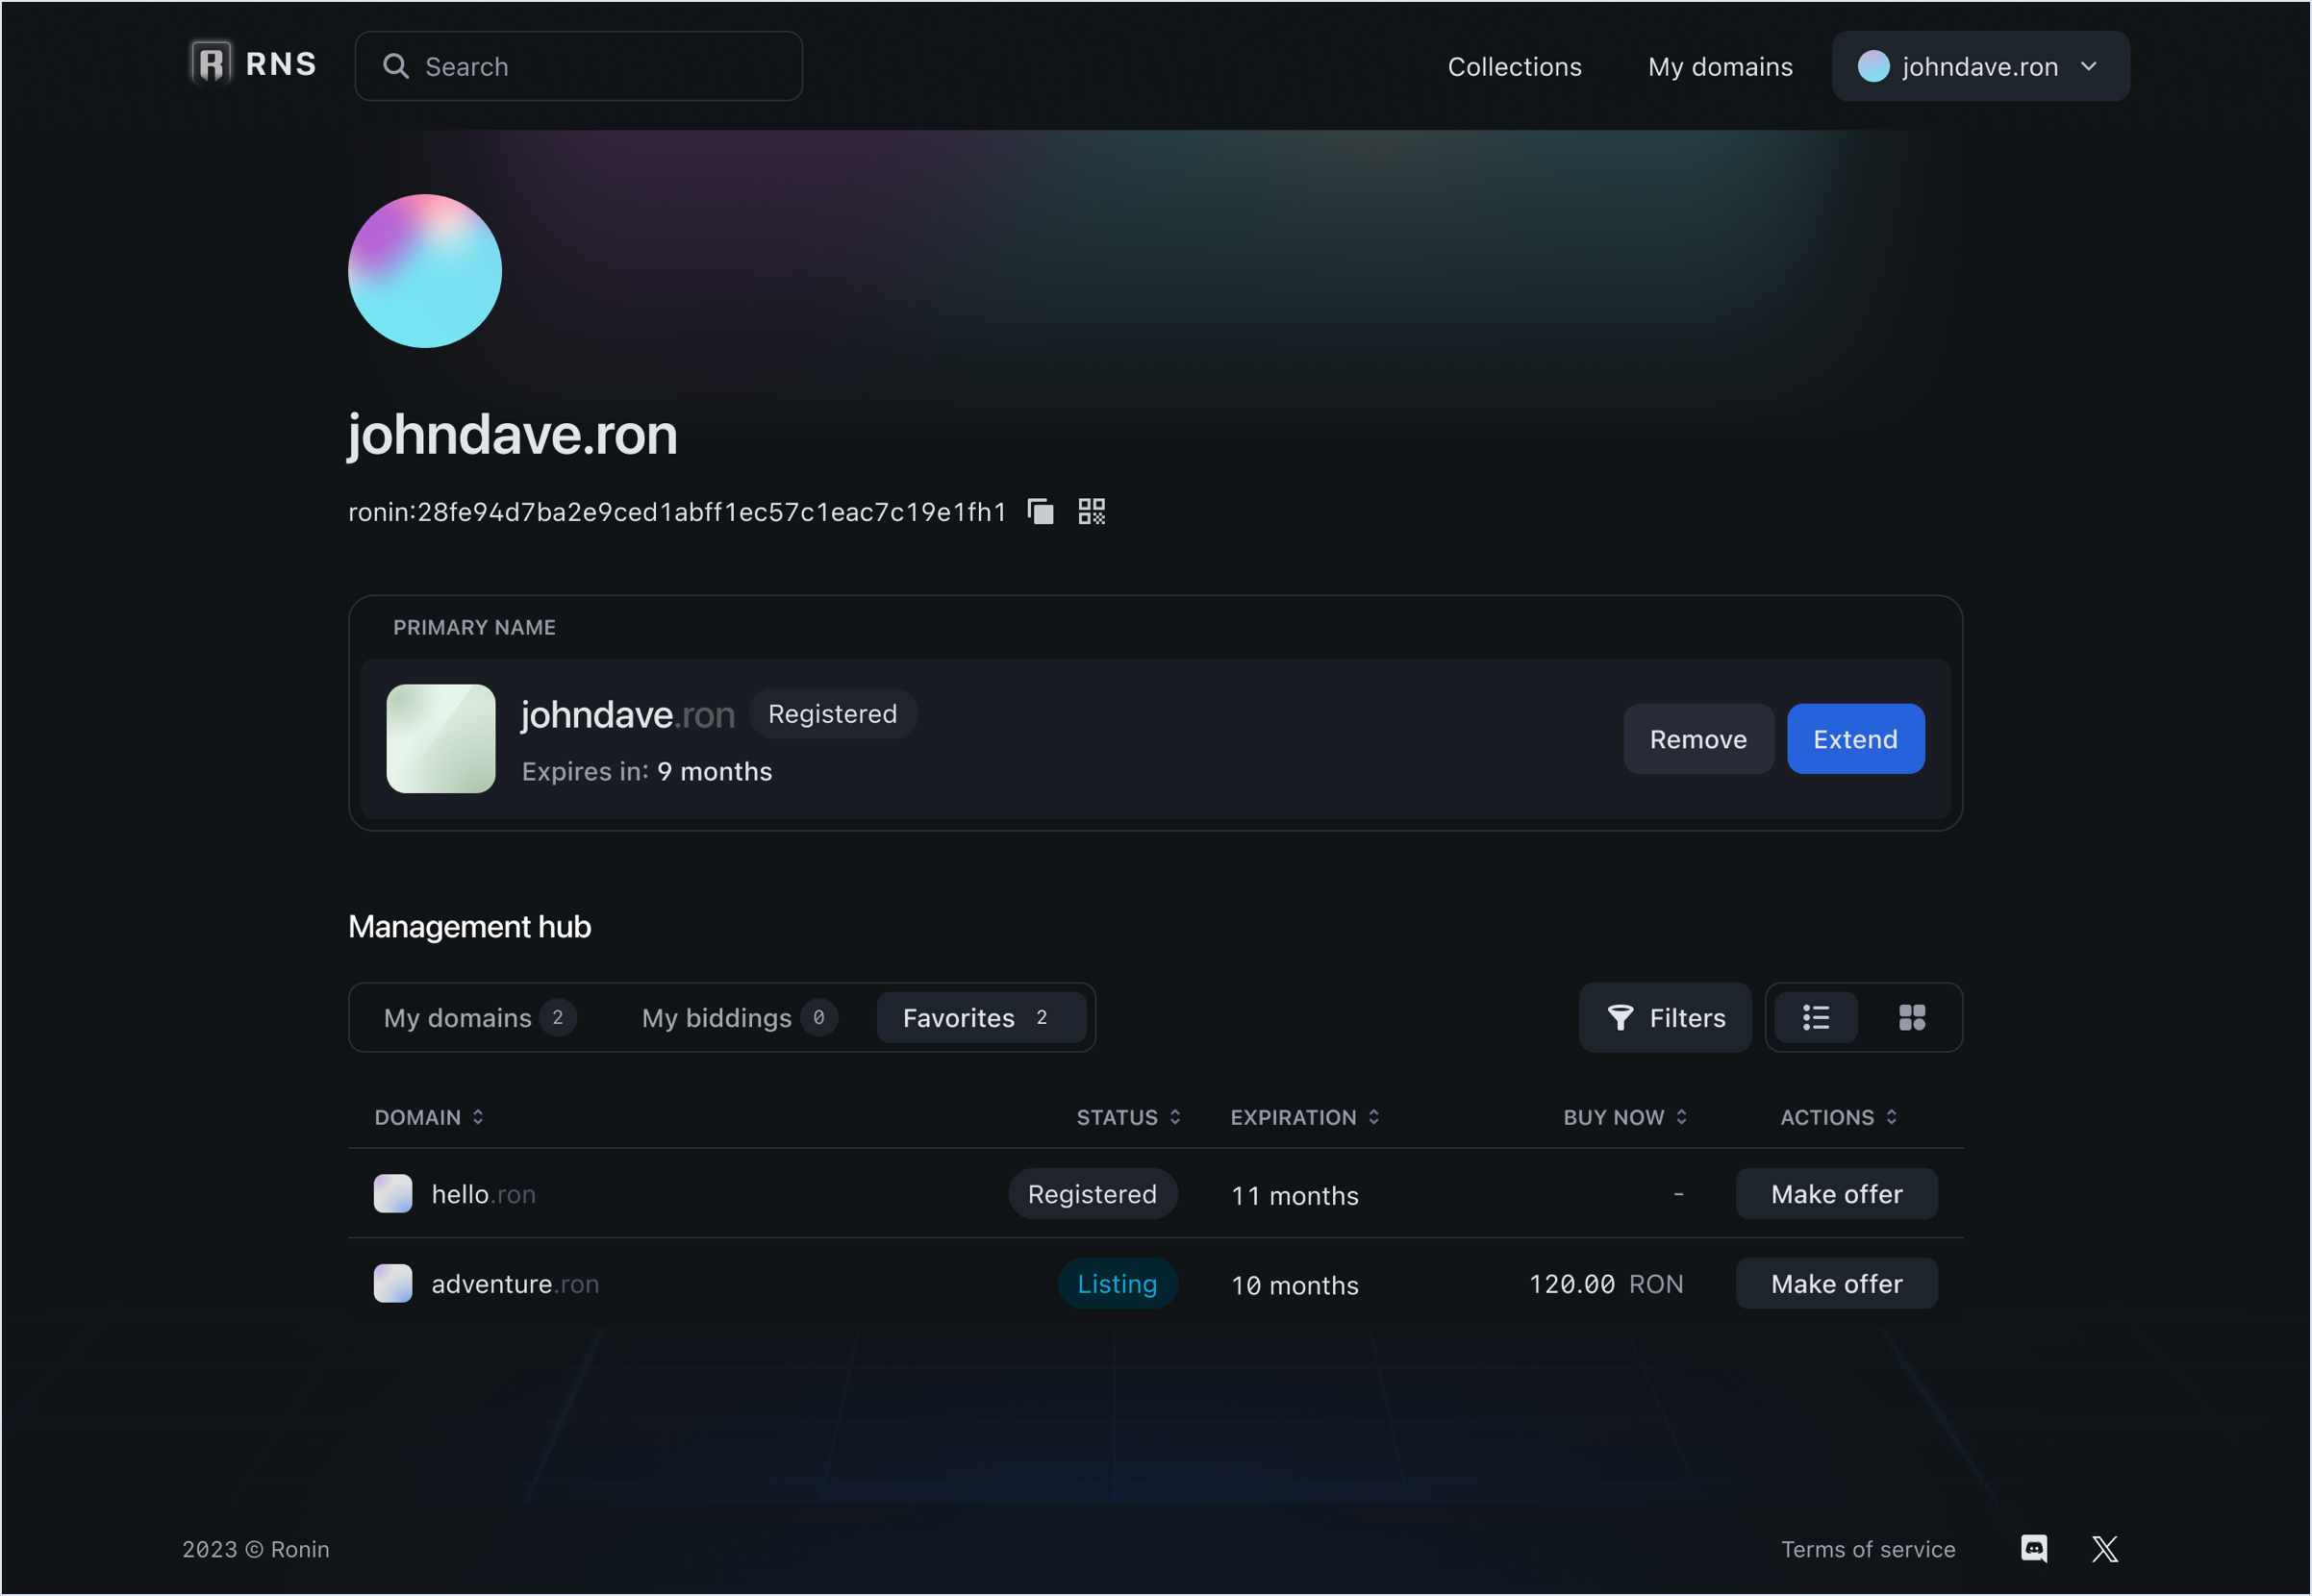 RNS
Search
Collections
My domains
johndave.ron
johndave.ron
ronin:28fe94d7ba2e9ced1abff1ec57c1eac7c19e1fh1
PRIMARY NAME
johndave.ron Registered
Expires in: 9 months
Remove
Extend
Management hub
My domains 2
My biddings 0
Favorites 2
Filters
DOMAIN STATUS EXPIRATION BUY NOW ACTIONS
hello.ron Registered 11 months - Make offer
adventure.ron Listing 10 months 120.00 RON Make offer
2023 © Ronin
Terms of service